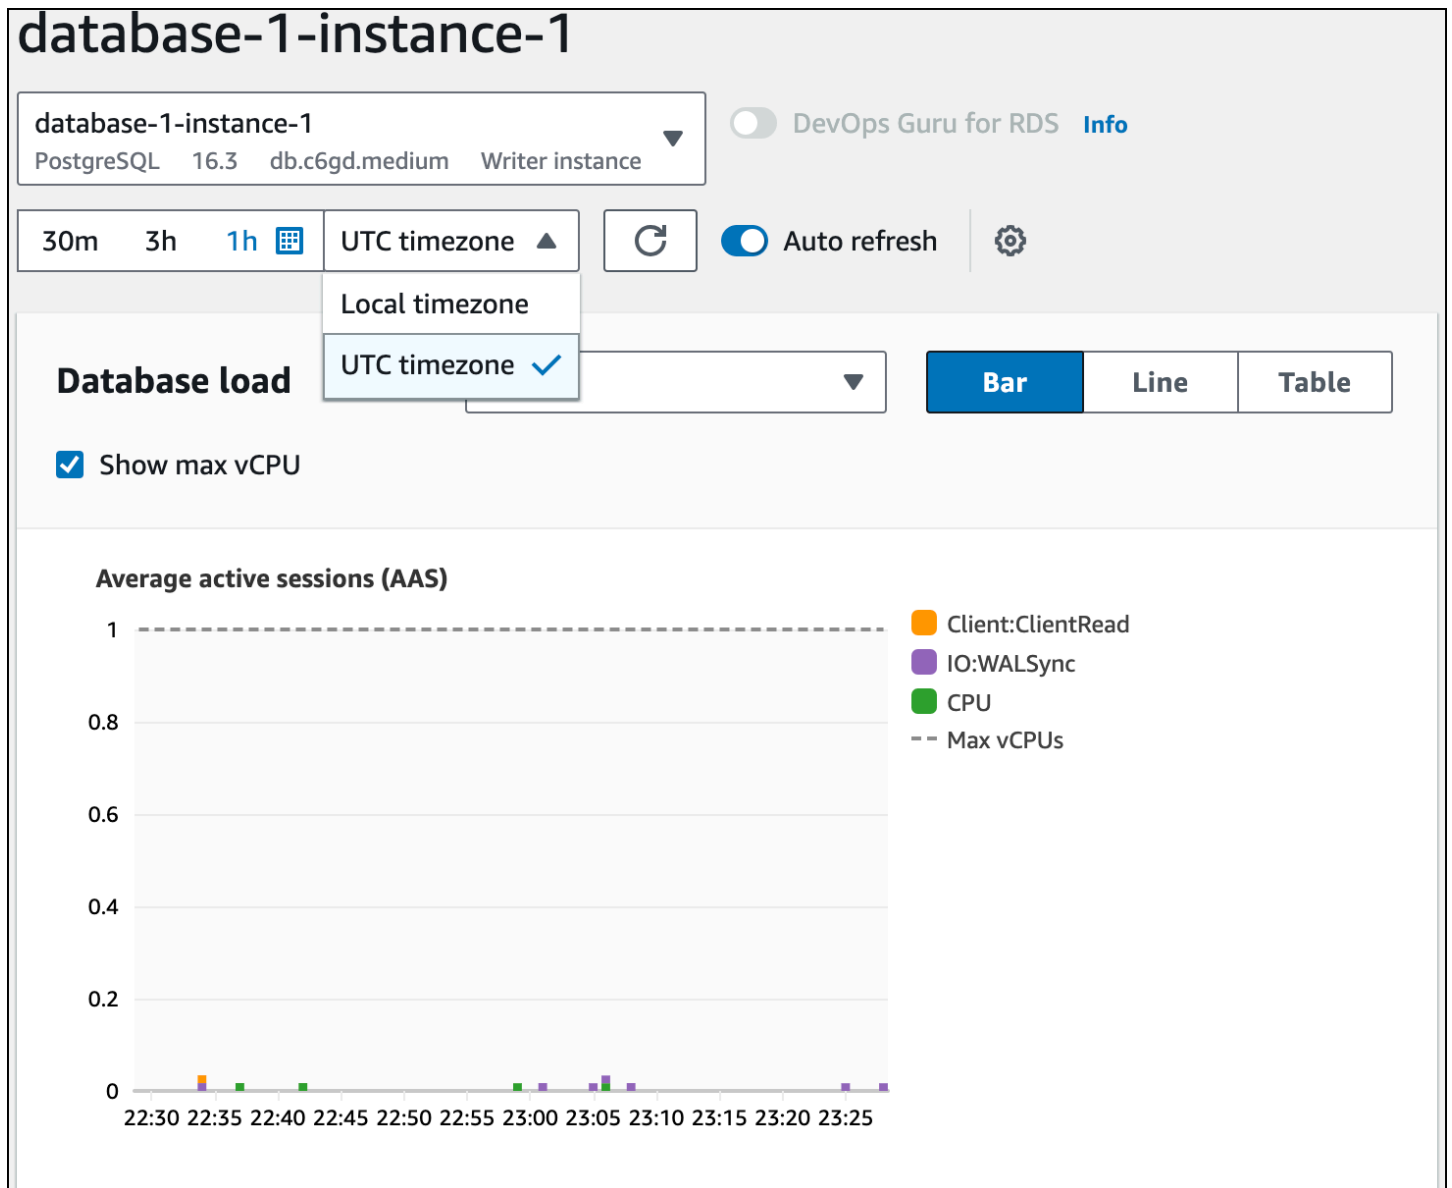 database-1-instance-1
database-1-instance-1
PostgreSQL 16.3 db.c6gd.medium Writer instance
DevOps Guru for RDS Info
30m 3h 1h UTC timezone Auto refresh
Local timezone
UTC timezone
Database load
Bar Line Table
Show max vCPU
Average active sessions (AAS)
1
0.8
0.6
0.4
0.2
0
22:30 22:35 22:40 22:45 22:50 22:55 23:00 23:05 23:10 23:15 23:20 23:25
Client:ClientRead
IO:WALSync
CPU
Max vCPUs